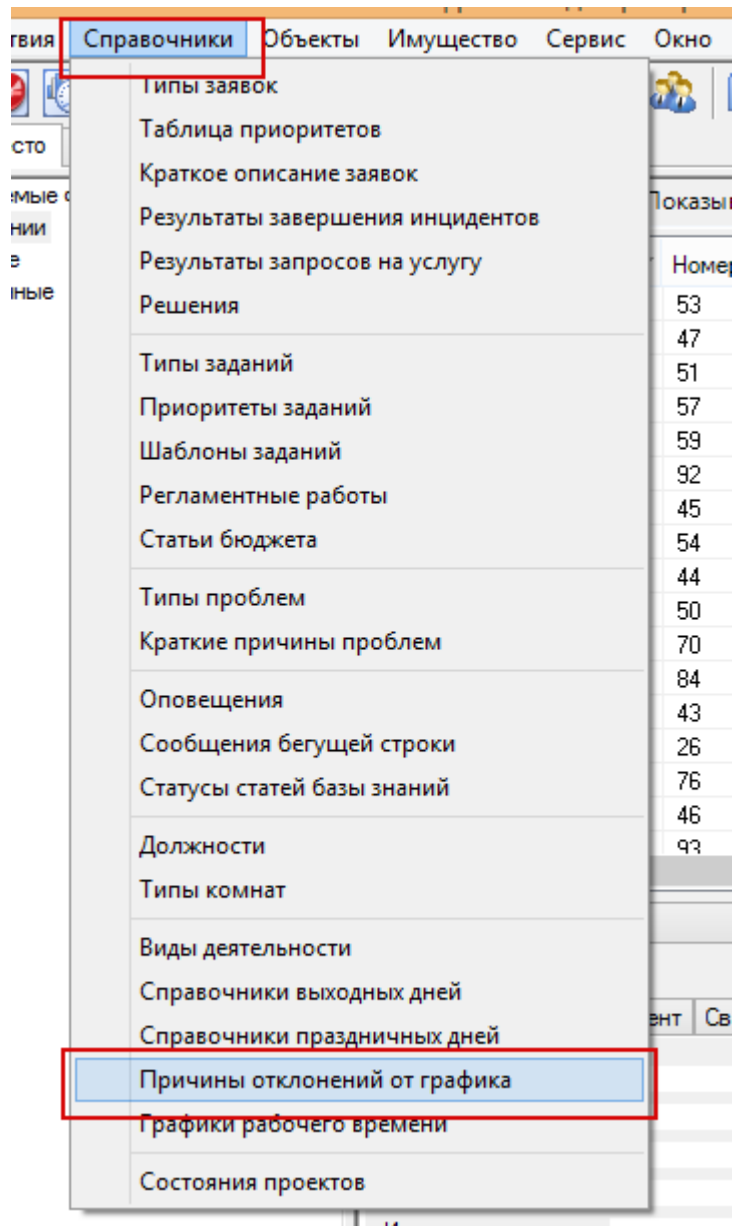 Справочники Объекты Имущество Сервис Окно
Типы заявок
Таблица приоритетов
Краткое описание заявок
Результаты завершения инцидентов
Результаты запросов на услугу
Решения
Типы заданий
Приоритеты заданий
Шаблоны заданий
Регламентные работы
Статьи бюджета
Типы проблем
Краткие причины проблем
Оповещения
Сообщения бегущей строки
Статусы статей базы знаний
Должности
Типы комнат
Виды деятельности
Справочники выходных дней
Справочники праздничных дней
Причины отклонений от графика
Графики рабочего времени
Состояния проектов
53
47
51
57
59
92
45
54
44
50
70
84
43
26
76
46
93